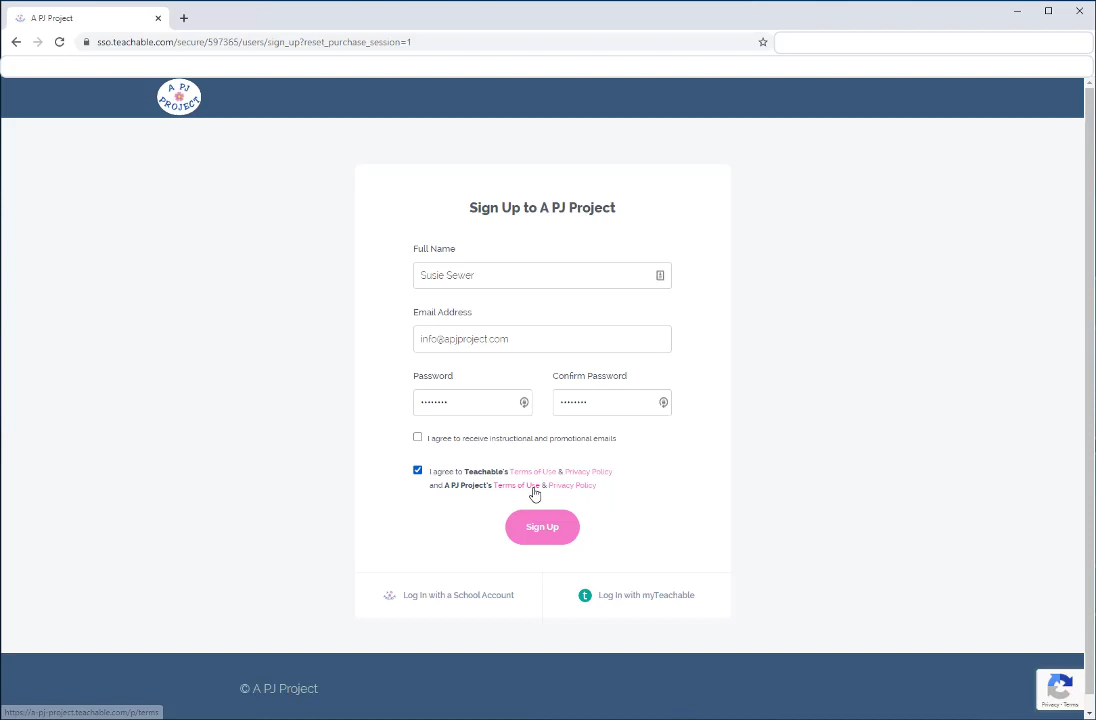 A PJ Project
sso.teachable.com/secure/597365/users/sign_up?reset_purchase_session=1
A PJ
PROJECT
Sign Up to A PJ Project
Full Name
Susie Sewer
Email Address
info@apjproject.com
Password
Confirm Password
••••••••
••••••••
I agree to receive instructional and promotional emails
I agree to Teachable's Terms of Use & Privacy Policy
and A PJ Project's Terms of Use & Privacy Policy
Sign Up
Log In with a School Account
t
Log In with myTeachable
© A PJ Project
Privacy - Terms
https://a-pj-project.teachable.com/p/terms